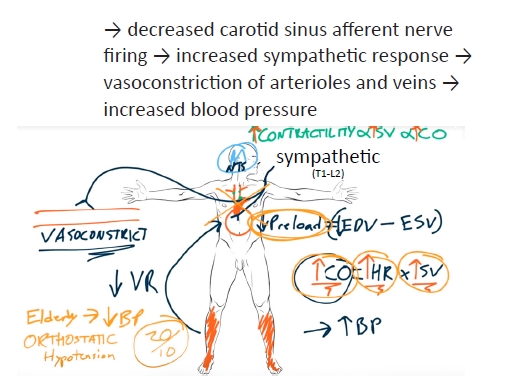 → decreased carotid sinus afferent nerve
firing → increased sympathetic response →
vasoconstriction of arterioles and veins →
increased blood pressure
↑CONTRACTILITY α↑SV α↑CO
NTS
sympathetic
(T1-L2)
VASOCONSTRICT
↓Preload=(↓EDV-ESV)
↓VR
↑CO=↑HR x ↑SV
Elderly → ↓BP
ORTHOSTATIC
Hypotension
20/10
→ ↑BP